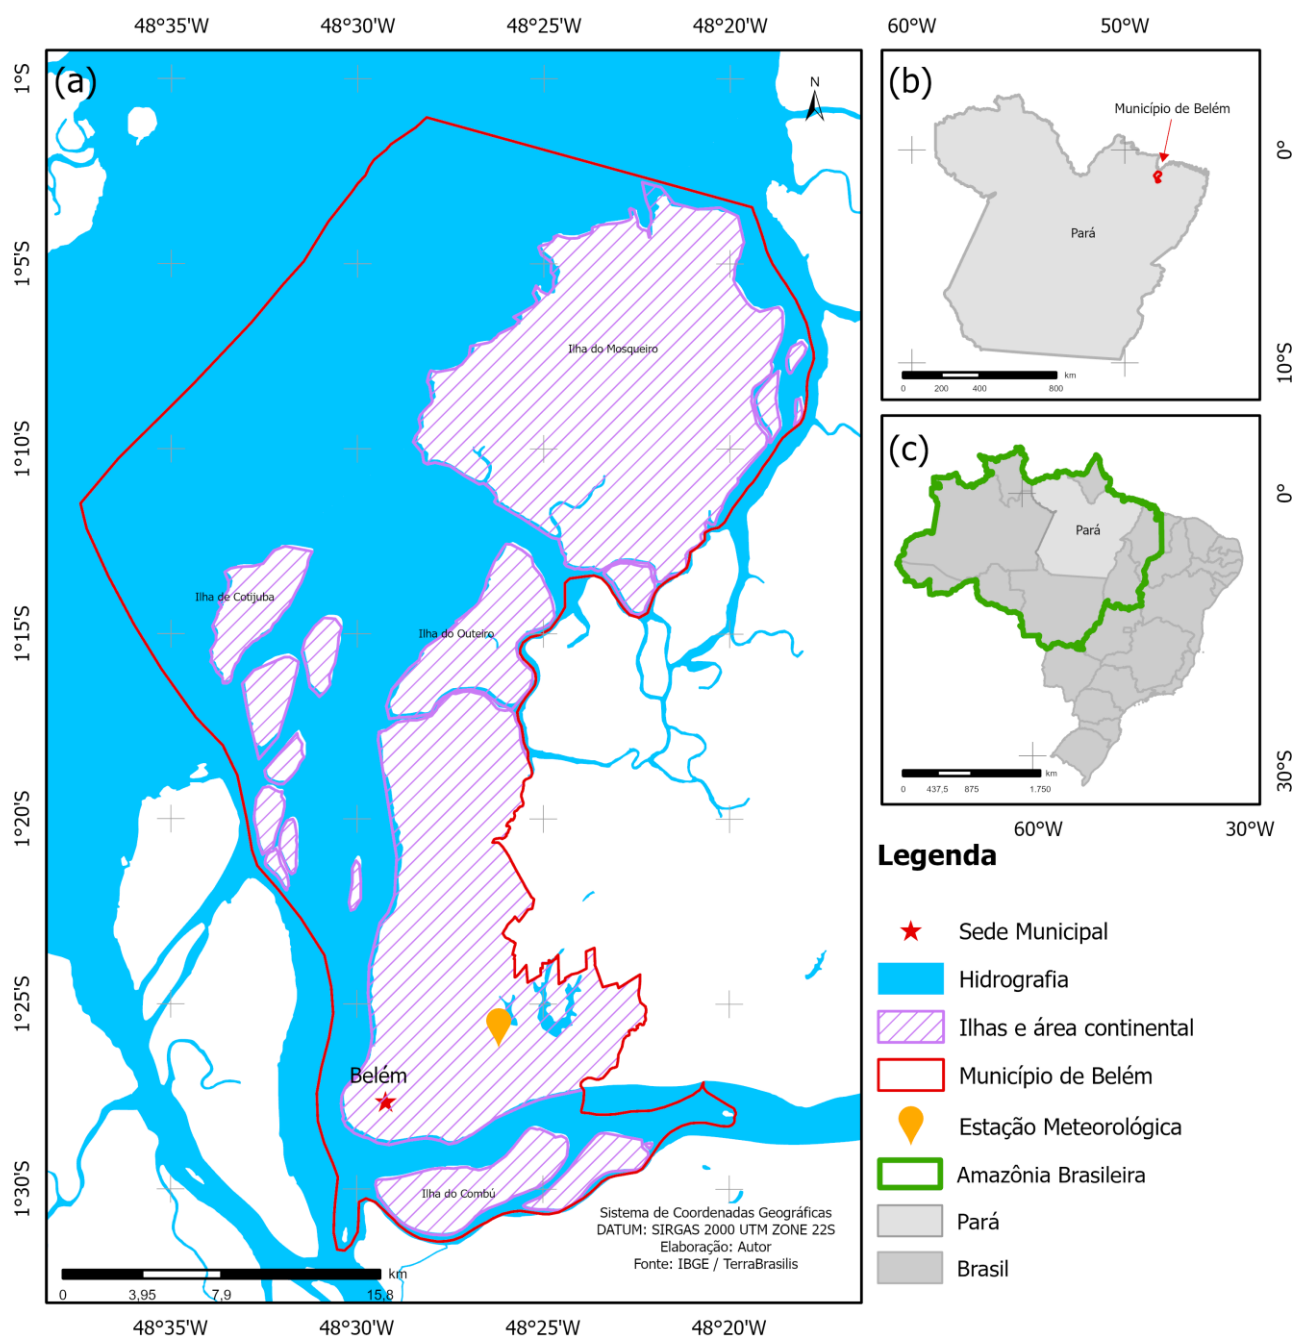 48°35'W
48°30'W
48°25'W
48°20'W
(a)
N
1°S
1°5'S
1°10'S
1°15'S
1°20'S
1°25'S
1°30'S
Ilha do Mosqueiro
Ilha de Cotijuba
Ilha do Outeiro
Belém
Ilha do Combú
Sistema de Coordenadas Geográficas
DATUM: SIRGAS 2000 UTM ZONE 22S
Elaboração: Autor
Fonte: IBGE / TerraBrasilis
km
0 3,95 7,9 15,8
48°35'W
48°30'W
48°25'W
48°20'W
60°W
50°W
(b)
Município de Belém
Pará
0°
10°S
km
0 200 400 800
(c)
Pará
0°
30°S
km
0 437,5 875 1.750
60°W
30°W
Legenda
Sede Municipal
Hidrografia
Ilhas e área continental
Município de Belém
Estação Meteorológica
Amazônia Brasileira
Pará
Brasil